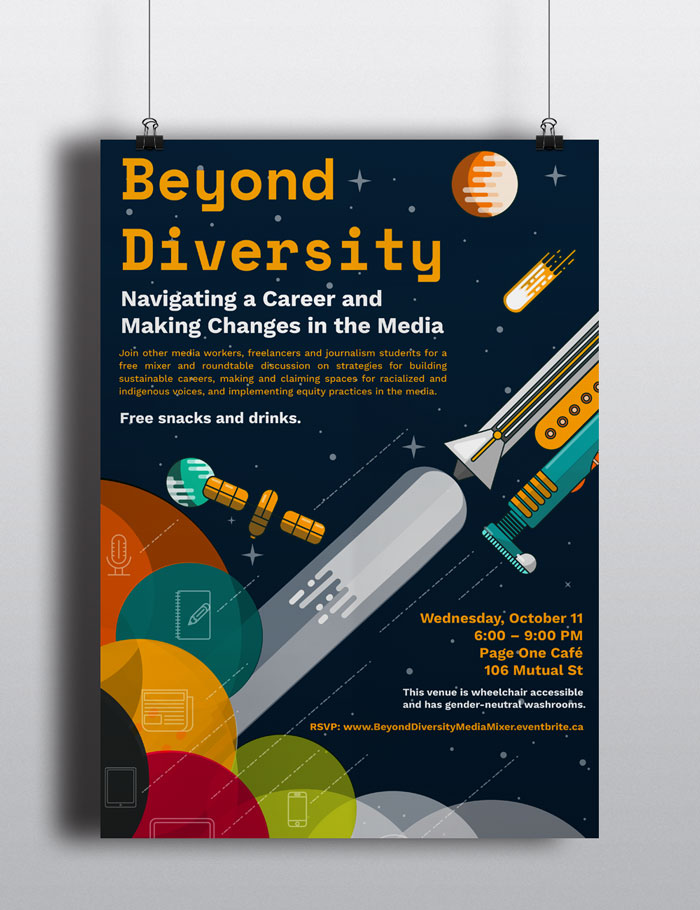 Beyond
Diversity
Navigating a Career and
Making Changes in the Media
Join other media workers, freelancers and journalism students for a
free mixer and roundtable discussion on strategies for building
sustainable careers, making and claiming spaces for racialized and
indigenous voices, and implementing equity practices in the media.
Free snacks and drinks.
Wednesday, October 11
6:00 – 9:00 PM
Page One Café
106 Mutual St
This venue is wheelchair accessible
and has gender-neutral washrooms.
RSVP: www.BeyondDiversityMediaMixer.eventbrite.ca